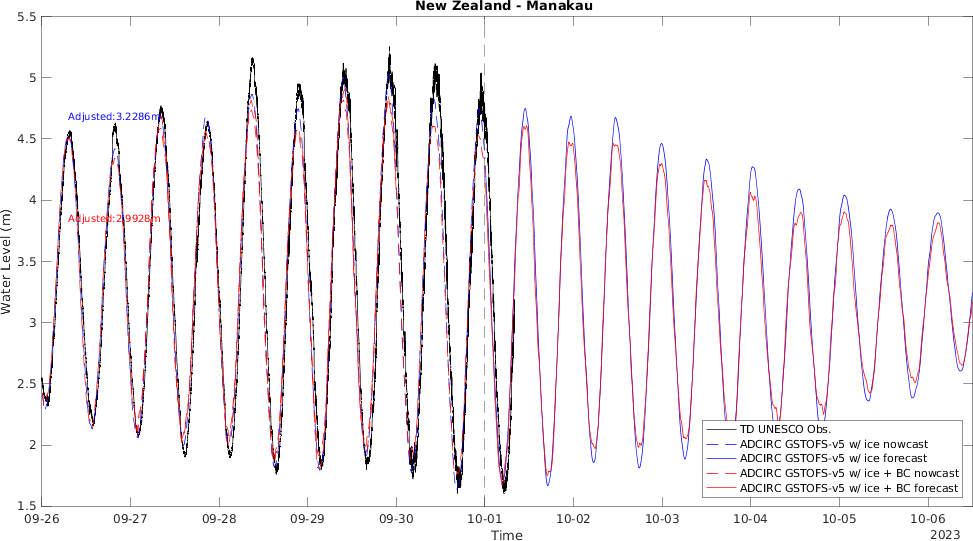 New Zealand - Manakau
5.5
5
4.5
4
3.5
3
2.5
2
1.5
Water Level (m)
Adjusted:3.2286m
Adjusted:2.9928m
TD UNESCO Obs.
ADCIRC GSTOFS-v5 w/ ice nowcast
ADCIRC GSTOFS-v5 w/ ice forecast
ADCIRC GSTOFS-v5 w/ ice + BC nowcast
ADCIRC GSTOFS-v5 w/ ice + BC forecast
09-26 09-27 09-28 09-29 09-30 10-01 10-02 10-03 10-04 10-05 10-06
Time
2023